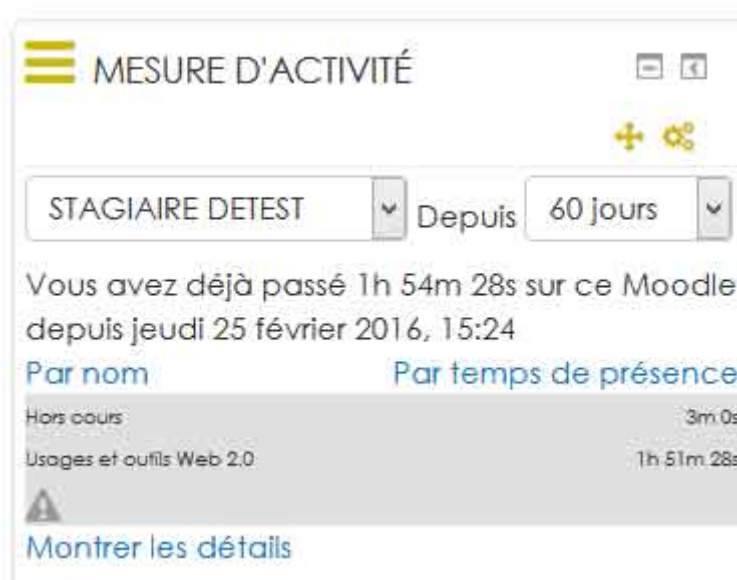 MESURE D'ACTIVITÉ
STAGIAIRE DETEST Depuis 60 jours
Vous avez déjà passé 1h 54m 28s sur ce Moodle
depuis jeudi 25 février 2016, 15:24
Par nom Par temps de présence
Hors cours 3m 0s
Usages et outils Web 2.0 1h 51m 28s
Montrer les détails